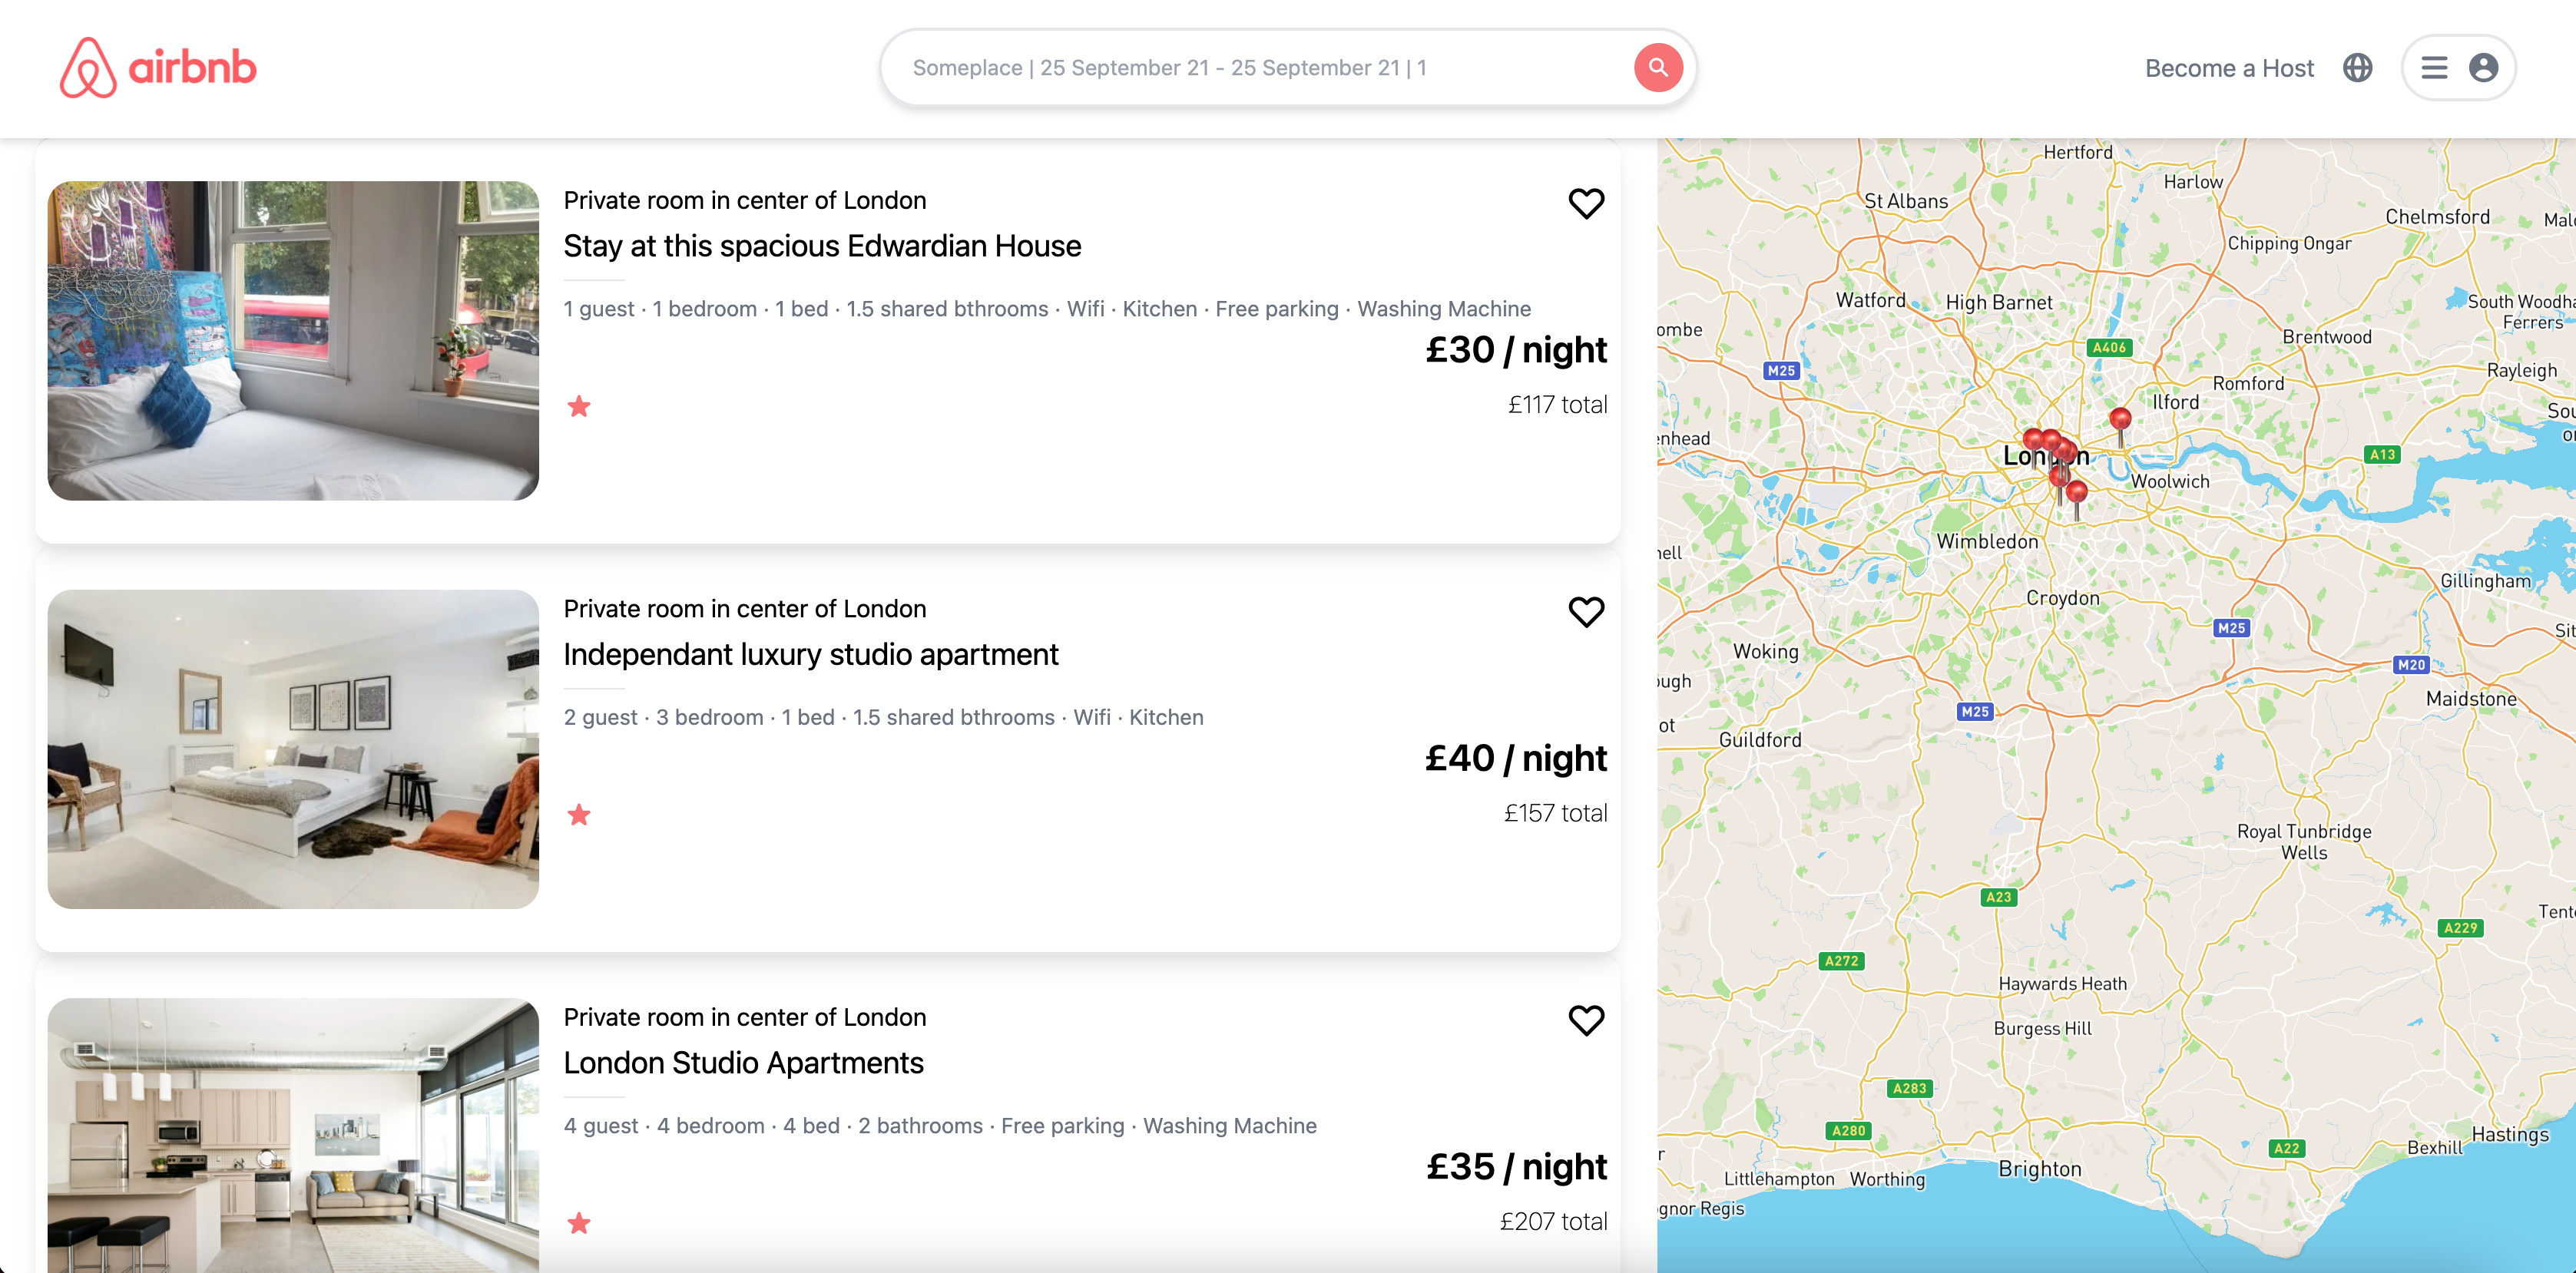 airbnb
Someplace | 25 September 21 - 25 September 21 | 1
Become a Host
Private room in center of London
Stay at this spacious Edwardian House
1 guest · 1 bedroom · 1 bed · 1.5 shared bthrooms · Wifi · Kitchen · Free parking · Washing Machine
£30 / night
£117 total
Private room in center of London
Independant luxury studio apartment
2 guest · 3 bedroom · 1 bed · 1.5 shared bthrooms · Wifi · Kitchen
£40 / night
£157 total
Private room in center of London
London Studio Apartments
4 guest · 4 bedroom · 4 bed · 2 bathrooms · Free parking · Washing Machine
£35 / night
£207 total
Hertford
Harlow
St Albans
Chelmsford
Mal
Chipping Ongar
Watford
High Barnet
South Woodha
Ferrers
ombe
Brentwood
A406
M25
Rayleigh
Romford
Ilford
Sou
enhead
London
A13
Woolwich
Wimbledon
nell
Gillingham
Croydon
M25
Sit
Woking
M20
ough
Maidstone
M25
ot
Guildford
Royal Tunbridge
Wells
A23
Tent
A229
A272
Haywards Heath
Burgess Hill
A283
A280
Hastings
A22
Bexhill
r
Brighton
Littlehampton
Worthing
gnor Regis